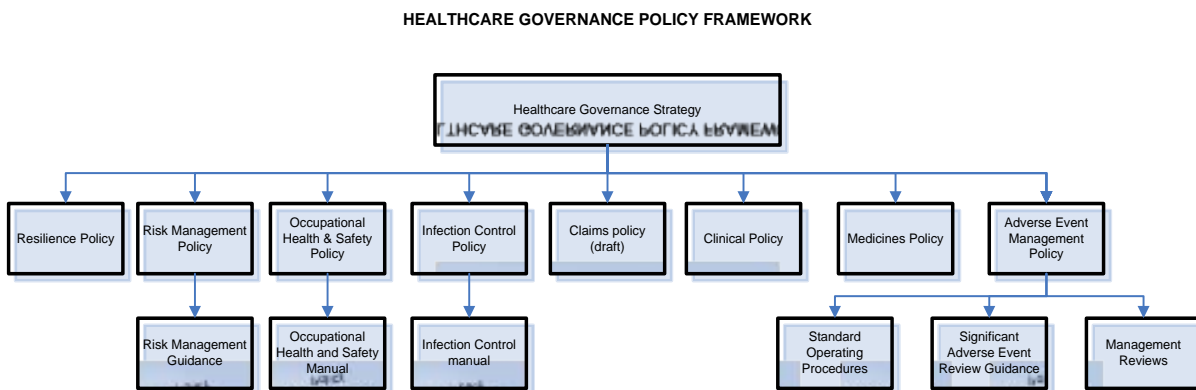 HEALTHCARE GOVERNANCE POLICY FRAMEWORK
Healthcare Governance Strategy
Resilience Policy
Risk Management
Policy
Occupational
Health & Safety
Policy
Infection Control
Policy
Claims policy
(draft)
Clinical Policy
Medicines Policy
Adverse Event
Management
Policy
Risk Management
Guidance
Occupational
Health and Safety
Manual
Infection Control
manual
Standard
Operating
Procedures
Significant
Adverse Event
Review Guidance
Management
Reviews